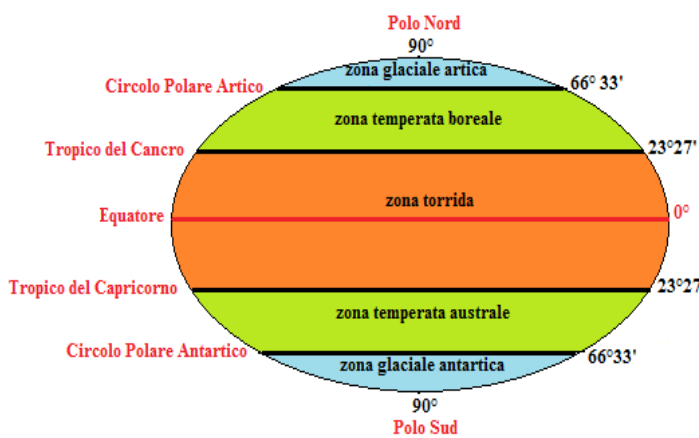 Polo Nord
90°
zona glaciale artica
Circolo Polare Artico
66° 33'
zona temperata boreale
Tropico del Cancro
23°27'
zona torrida
Equatore
0°
Tropico del Capricorno
23°27
zona temperata australe
Circolo Polare Antartico
66°33'
zona glaciale antartica
90°
Polo Sud